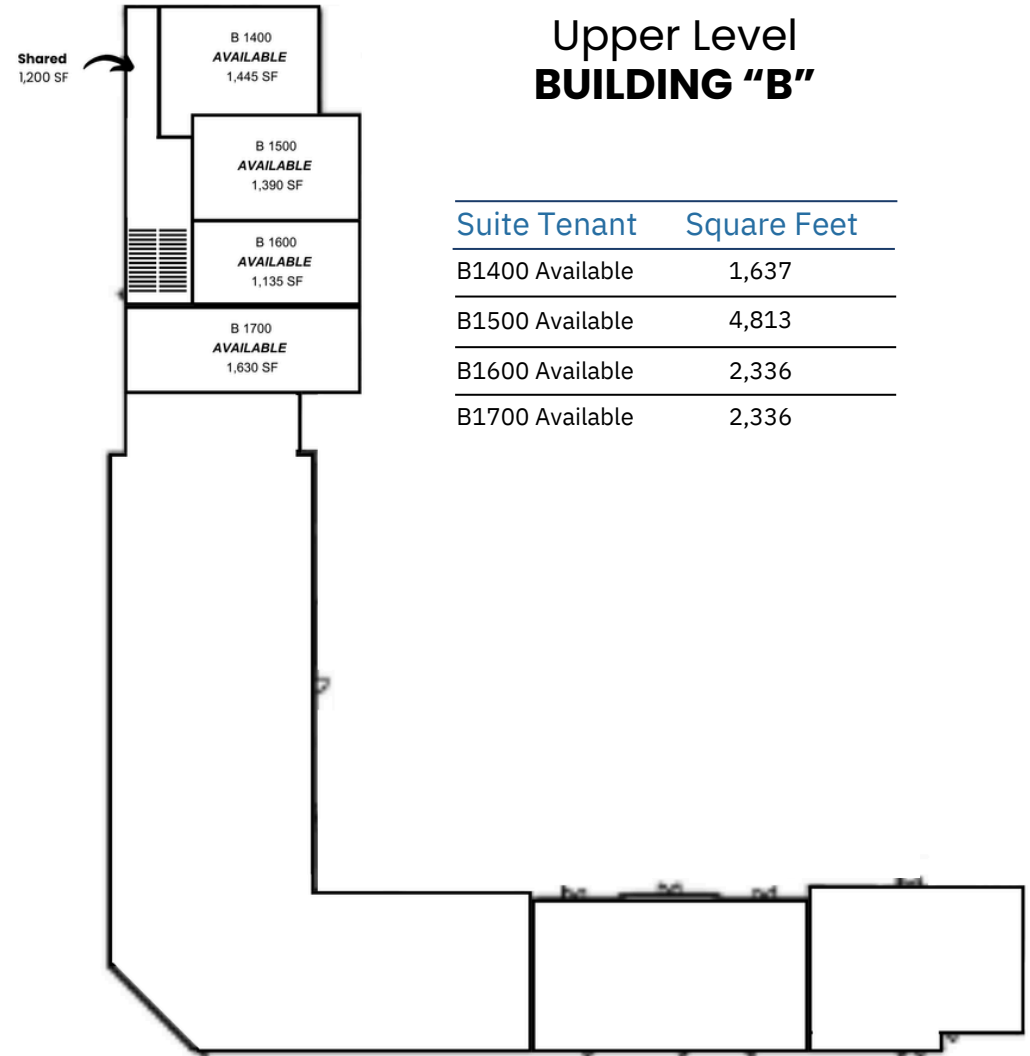 Upper Level
BUILDING “B”
Shared
1,200 SF
B 1400
AVAILABLE
1,445 SF
B 1500
AVAILABLE
1,390 SF
B 1600
AVAILABLE
1,135 SF
B 1700
AVAILABLE
1,630 SF
Suite Tenant Square Feet
B1400 Available 1,637
B1500 Available 4,813
B1600 Available 2,336
B1700 Available 2,336